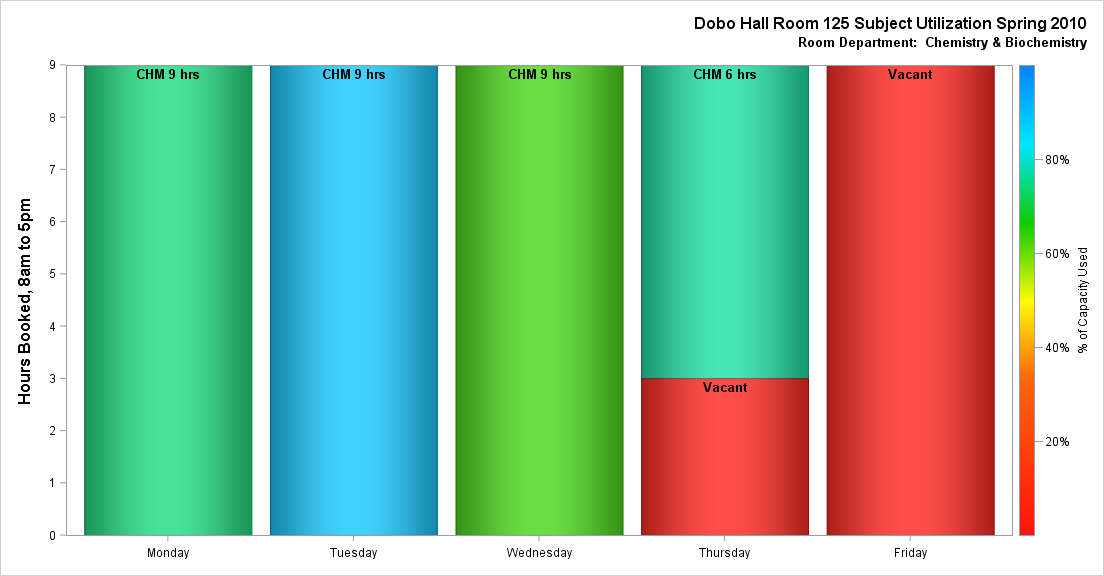 Dobo Hall Room 125 Subject Utilization Spring 2010
Room Department:  Chemistry & Biochemistry
Hours Booked, 8am to 5pm
9
8
7
6
5
4
3
2
1
0
CHM 9 hrs
CHM 9 hrs
CHM 9 hrs
CHM 6 hrs
Vacant
Vacant
Monday
Tuesday
Wednesday
Thursday
Friday
80%
60%
40%
20%
% of Capacity Used